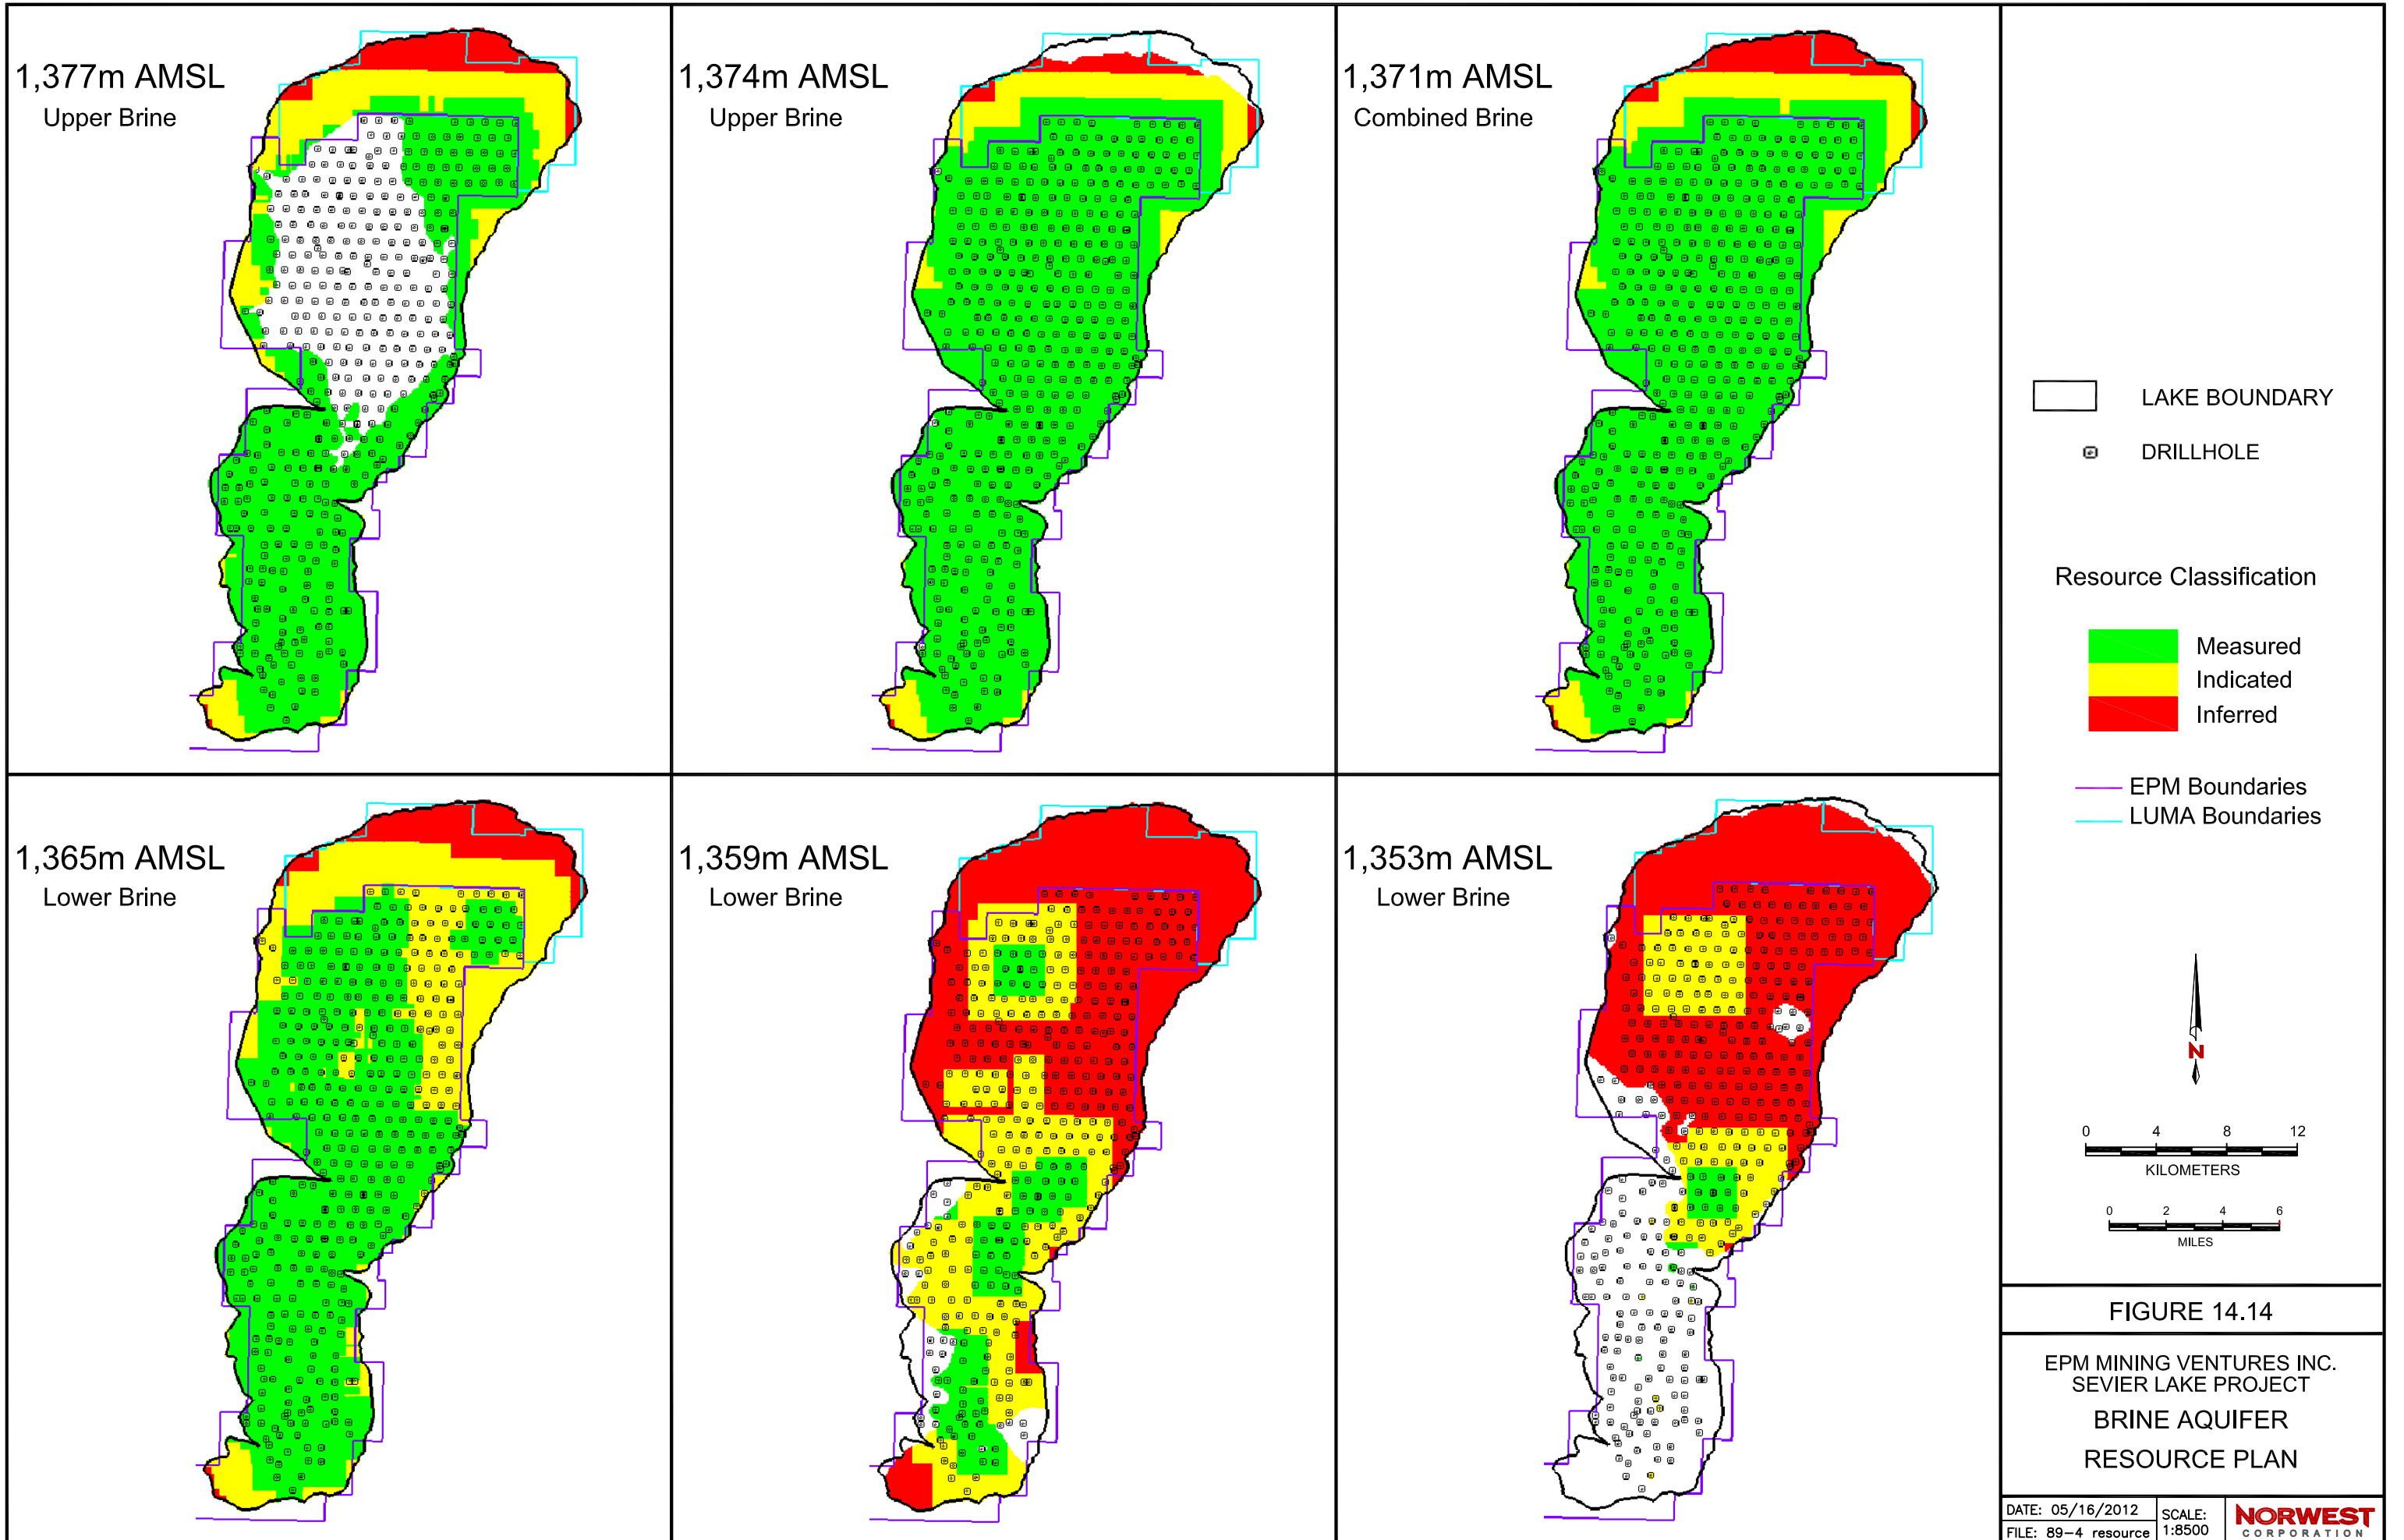 1,377m AMSL
Upper Brine
1,374m AMSL
Upper Brine
1,371m AMSL
Combined Brine
1,365m AMSL
Lower Brine
1,359m AMSL
Lower Brine
1,353m AMSL
Lower Brine
LAKE BOUNDARY
DRILLHOLE
Resource Classification
Measured
Indicated
Inferred
EPM Boundaries
LUMA Boundaries
N
0 4 8 12
KILOMETERS
0 2 4 6
MILES
FIGURE 14.14
EPM MINING VENTURES INC.
SEVIER LAKE PROJECT
BRINE AQUIFER
RESOURCE PLAN
DATE: 05/16/2012
FILE: 89-4 resource
SCALE:
1:8500
NORWEST
CORPORATION